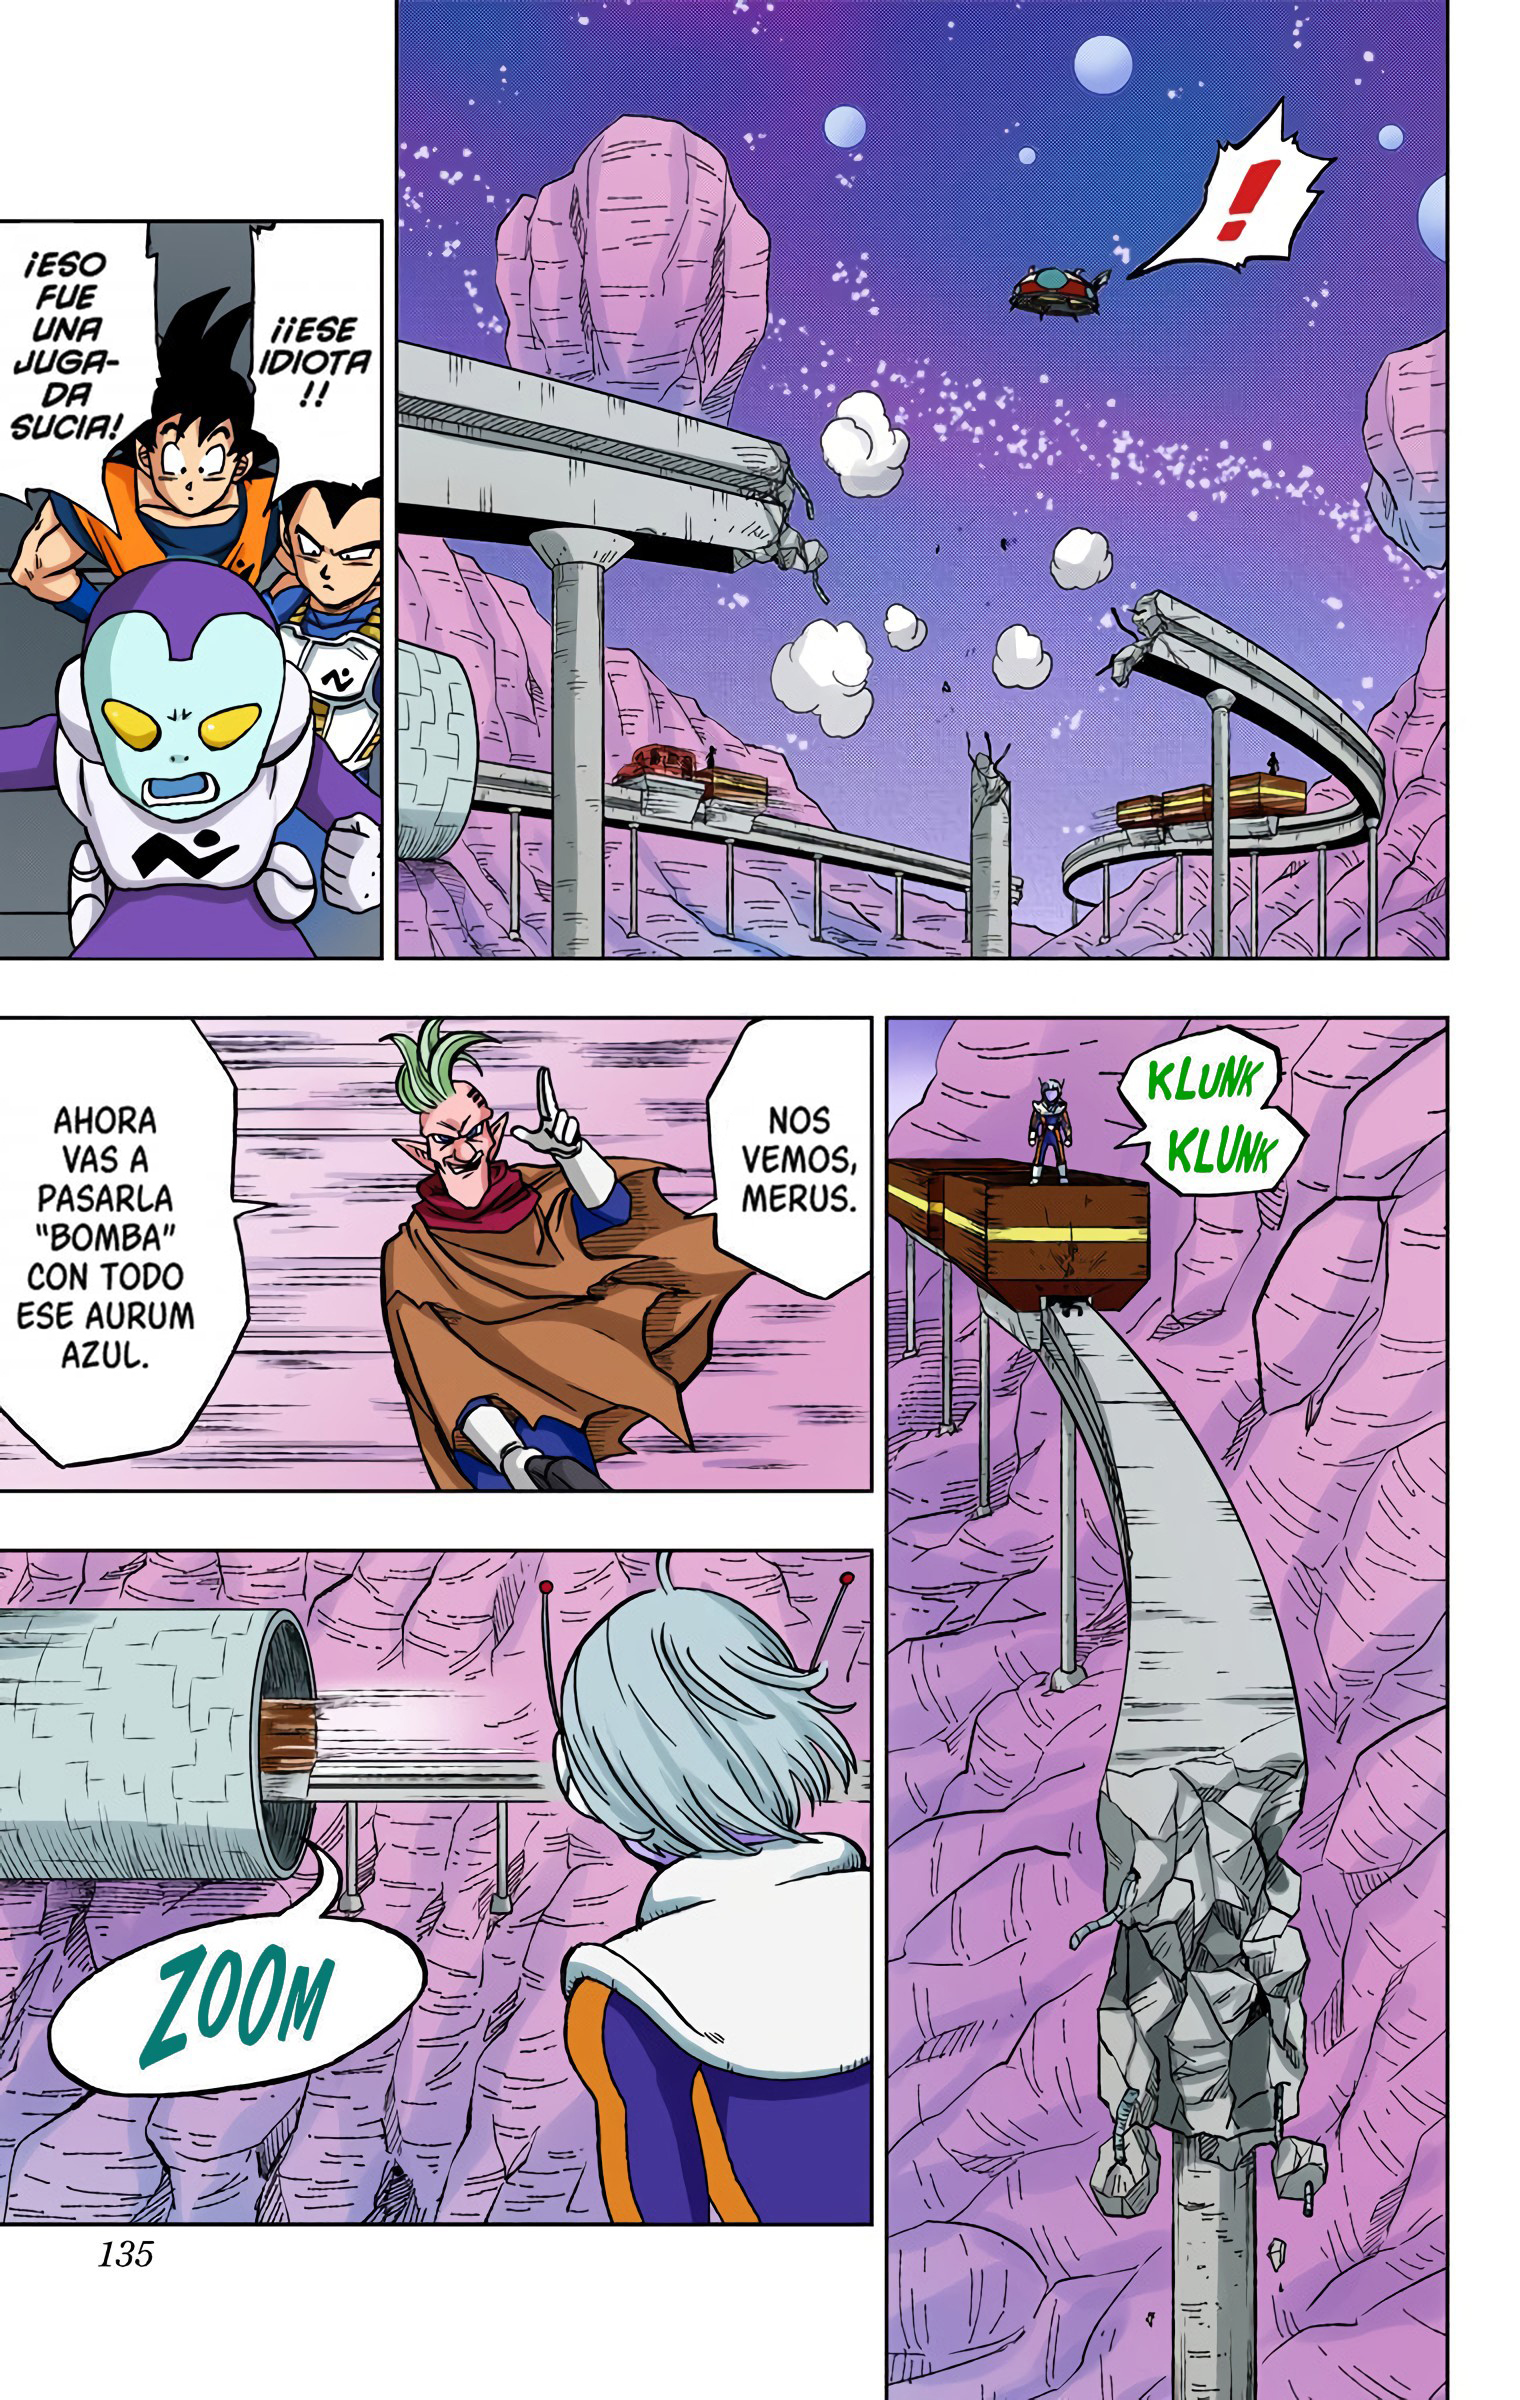 !
¡¡ESE
IDIOTA
!!
¡ESO
FUE
UNA
JUGA-
DA
SUCIA!
KLUNK
KLUNK
NOS
VEMOS,
MERUS.
AHORA
VAS A
PASARLA
“BOMBA”
CON TODO
ESE AURUM
AZUL.
ZOOM
135